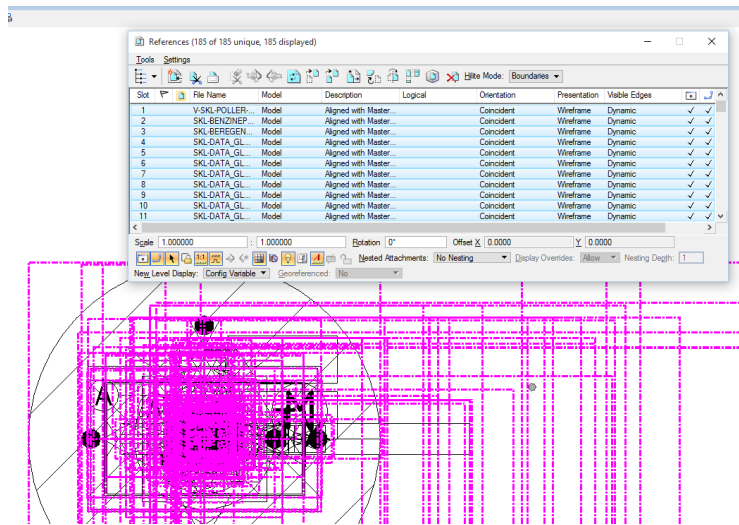 References (185 of 185 unique, 185 displayed)
Tools Settings
Hilite Mode: Boundaries
Slot File Name Model Description Logical Orientation Presentation Visible Edges
1 V-SKL-POLLER-... Model Aligned with Master... Coincident Wireframe Dynamic
2 SKL-BENZINEP... Model Aligned with Master... Coincident Wireframe Dynamic
3 SKL-BEREGEN... Model Aligned with Master... Coincident Wireframe Dynamic
4 SKL-DATA_GL... Model Aligned with Master... Coincident Wireframe Dynamic
5 SKL-DATA_GL... Model Aligned with Master... Coincident Wireframe Dynamic
6 SKL-DATA_GL... Model Aligned with Master... Coincident Wireframe Dynamic
7 SKL-DATA_GL... Model Aligned with Master... Coincident Wireframe Dynamic
8 SKL-DATA_GL... Model Aligned with Master... Coincident Wireframe Dynamic
9 SKL-DATA_GL... Model Aligned with Master... Coincident Wireframe Dynamic
10 SKL-DATA_GL... Model Aligned with Master... Coincident Wireframe Dynamic
11 SKL-DATA_GL... Model Aligned with Master... Coincident Wireframe Dynamic
Scale 1.000000 : 1.000000 Rotation 0° Offset X 0.0000 Y 0.0000
1:1 Nested Attachments: No Nesting Display Overrides: Allow Nesting Depth: 1
New Level Display: Config Variable Georeferenced: No
A M